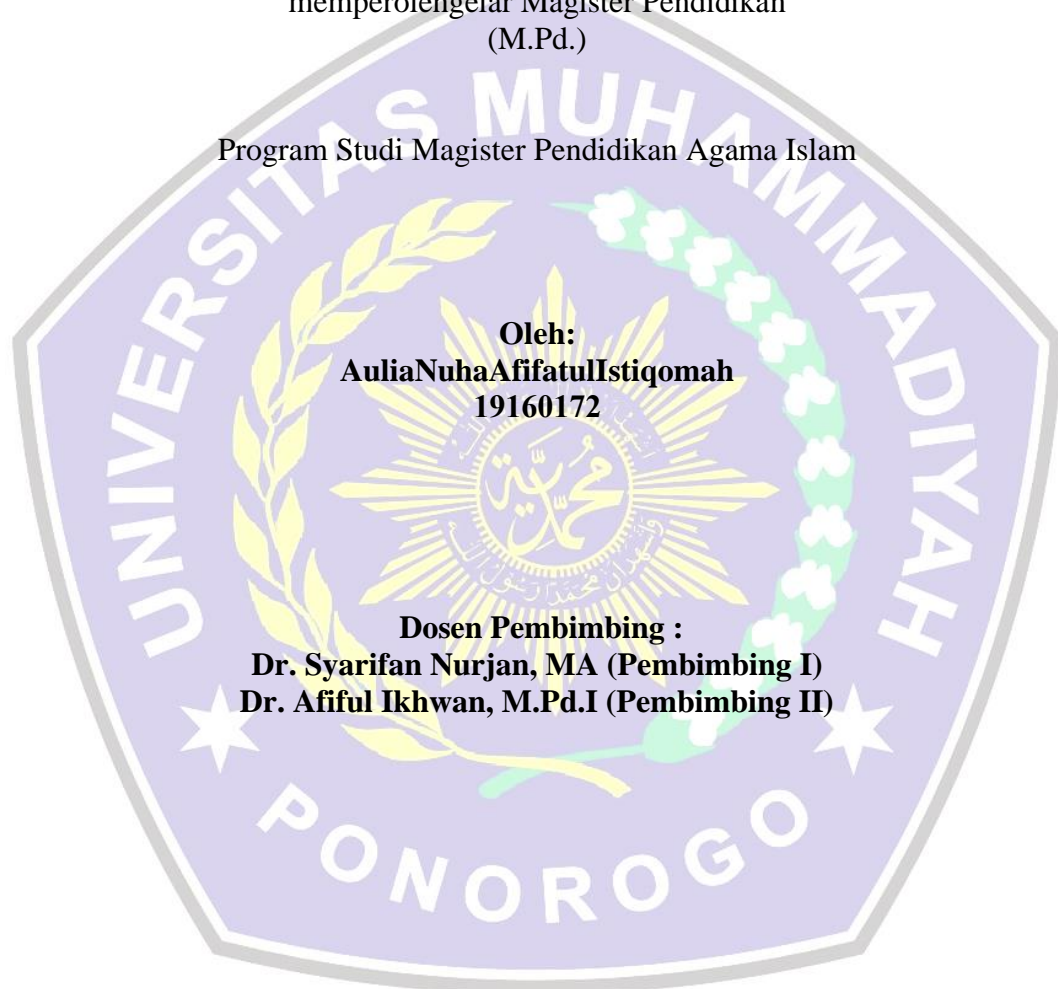 memperolehgelar Magister Pendidikan
(M.Pd.)
Program Studi Magister Pendidikan Agama Islam
Oleh:
AuliaNuhaAfifatulIstiqomah
19160172
Dosen Pembimbing :
Dr. Syarifan Nurjan, MA (Pembimbing I)
Dr. Afiful Ikhwan, M.Pd.I (Pembimbing II)
UNIVERSITAS MUHAMMADIYAH
PONOROGO
محمدية